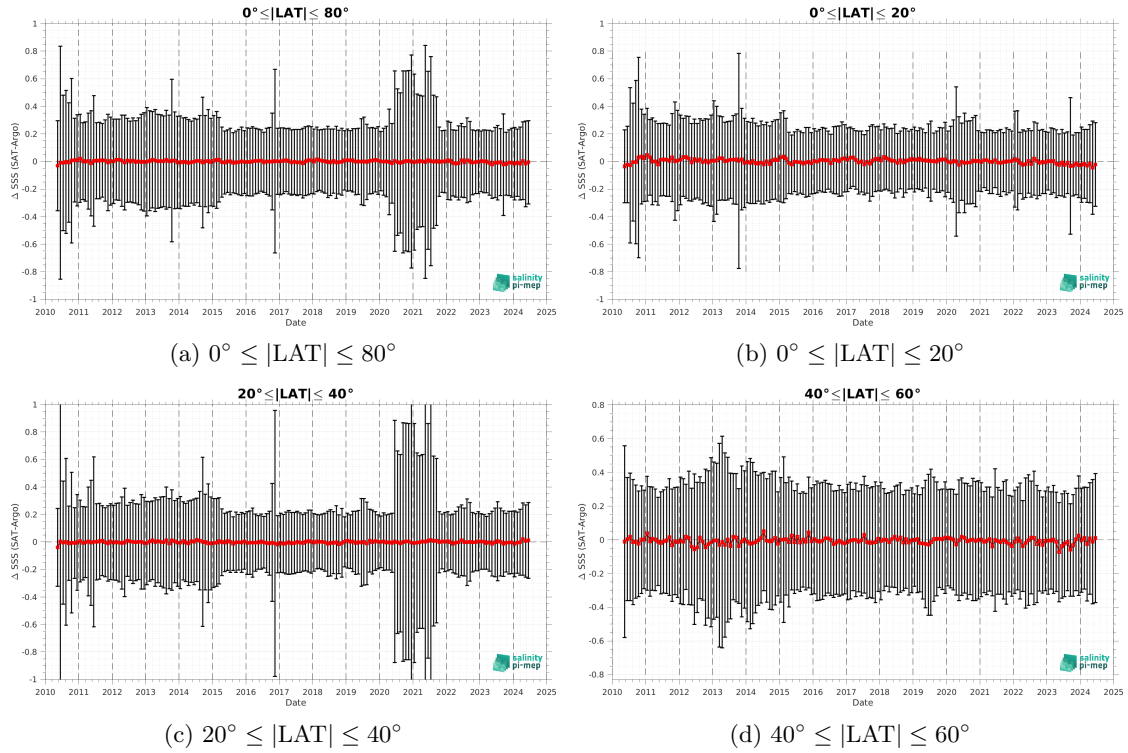 0°≤|LAT|≤ 80°
1
0.8
0.6
0.4
0.2
0
-0.2
-0.4
-0.6
-0.8
-1
Δ SSS (SAT-Argo)
2010 2011 2012 2013 2014 2015 2016 2017 2018 2019 2020 2021 2022 2023 2024 2025
Date
salinity
pi-mep
(a) 0° ≤ |LAT| ≤ 80°
0°≤|LAT|≤ 20°
1
0.8
0.6
0.4
0.2
0
-0.2
-0.4
-0.6
-0.8
-1
Δ SSS (SAT-Argo)
2010 2011 2012 2013 2014 2015 2016 2017 2018 2019 2020 2021 2022 2023 2024 2025
Date
salinity
pi-mep
(b) 0° ≤ |LAT| ≤ 20°
20°≤|LAT|≤ 40°
1
0.8
0.6
0.4
0.2
0
-0.2
-0.4
-0.6
-0.8
-1
Δ SSS (SAT-Argo)
2010 2011 2012 2013 2014 2015 2016 2017 2018 2019 2020 2021 2022 2023 2024 2025
Date
salinity
pi-mep
(c) 20° ≤ |LAT| ≤ 40°
40°≤|LAT|≤ 60°
0.8
0.6
0.4
0.2
0
-0.2
-0.4
-0.6
-0.8
Δ SSS (SAT-Argo)
2010 2011 2012 2013 2014 2015 2016 2017 2018 2019 2020 2021 2022 2023 2024 2025
Date
salinity
pi-mep
(d) 40° ≤ |LAT| ≤ 60°